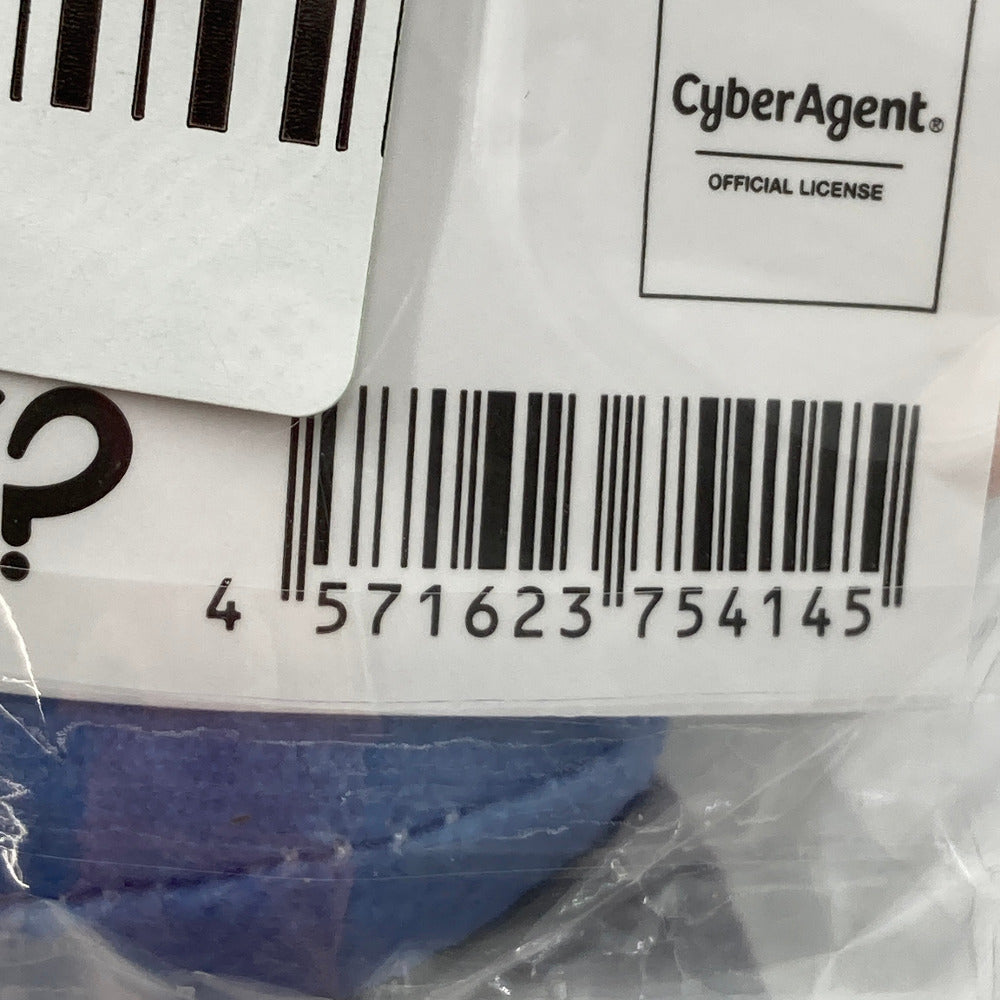 CyberAgent®
OFFICIAL LICENSE
?
4 571623 754145